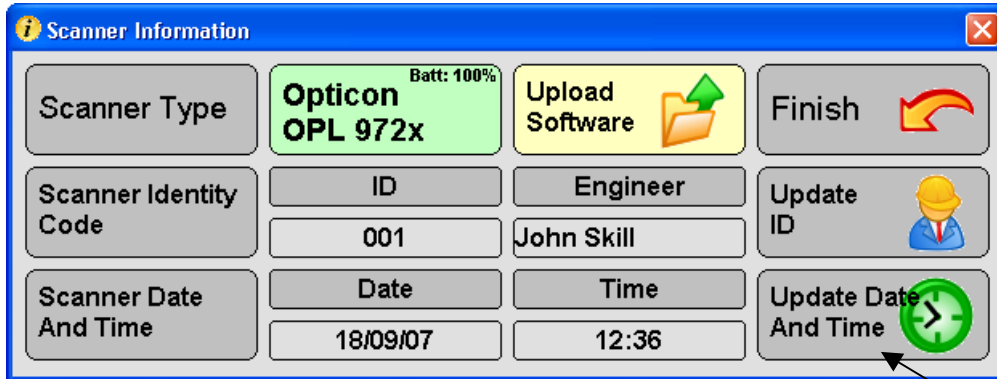 Scanner Information
Scanner Type
Batt: 100%
Opticon
OPL 972x
Upload
Software
Finish
Scanner Identity
Code
ID
Engineer
001
John Skill
Update
ID
Scanner Date
And Time
Date
Time
18/09/07
12:36
Update Date
And Time